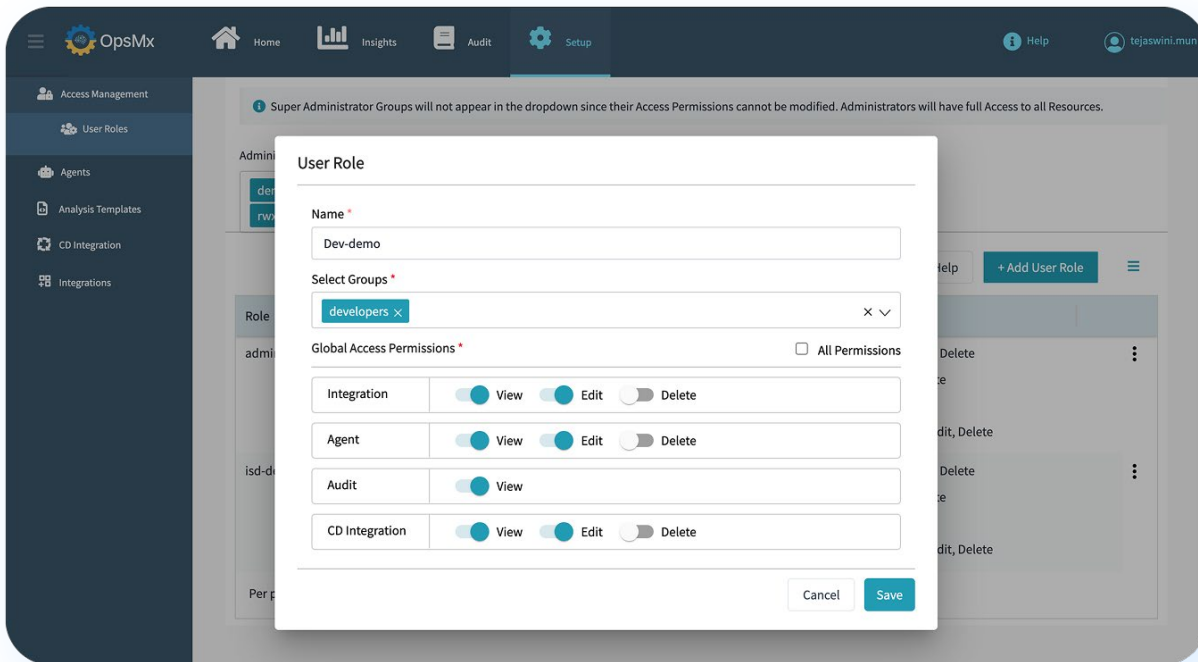 OpsMx
Home
Insights
Audit
Setup
Help
tejaswini.mun
Access Management
User Roles
Agents
Analysis Templates
CD Integration
Integrations
Super Administrator Groups will not appear in the dropdown since their Access Permissions cannot be modified. Administrators will have full Access to all Resources.
User Role
Name *
Dev-demo
Select Groups *
developers ×
Global Access Permissions *
All Permissions
Integration View Edit Delete
Agent View Edit Delete
Audit View
CD Integration View Edit Delete
Cancel Save
+ Add User Role
Role
Delete
dit, Delete
Delete
dit, Delete
Per p